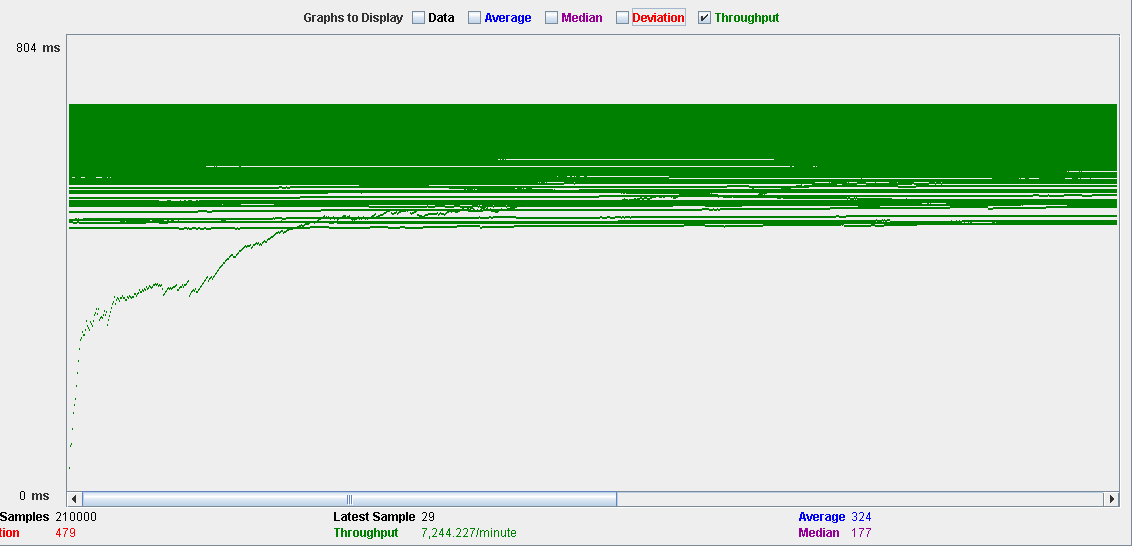 Graphs to Display Data Average Median Deviation Throughput
804 ms
0 ms
Samples 210000 Latest Sample 29 Average 324
tion 479 Throughput 7,244.227/minute Median 177